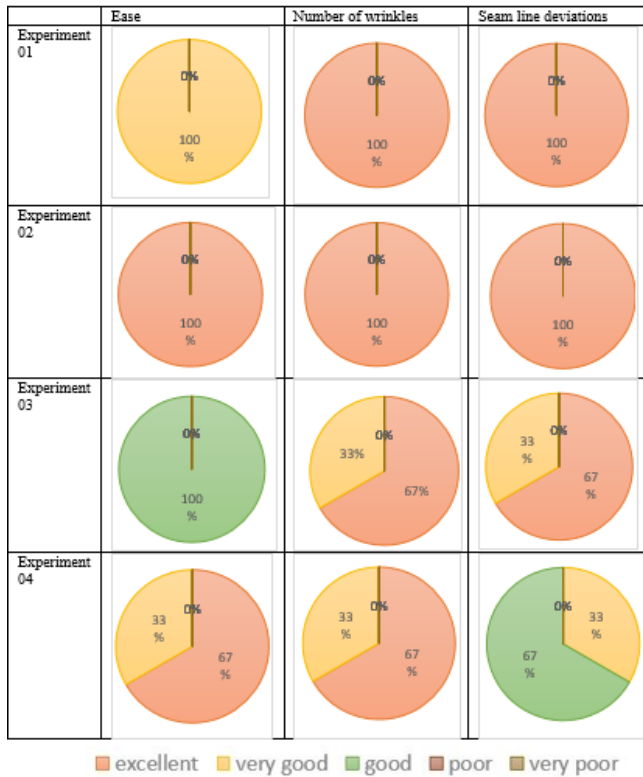 Ease Number of wrinkles Seam line deviations
Experiment
01
0% 0% 0%
100 100 100
% % %
Experiment
02
0% 0% 0%
100 100 100
% % %
Experiment
03
0% 0% 0%
100
%
33%
67%
33
%
67
%
Experiment
04
0% 0% 0%
33
%
67
%
33
%
67
%
33
%
67
%
excellent very good good poor very poor